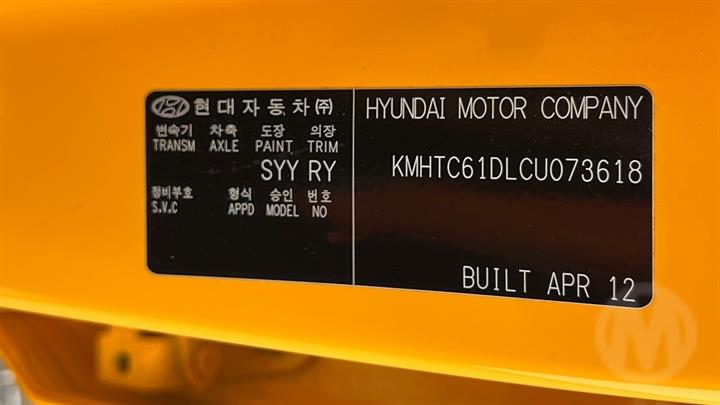 현대자동차㈜
변속기 차축 도장 의장
TRANSM AXLE PAINT TRIM
SYY RY
정비부호 형식 승인 번호
S.V.C APPD MODEL NO
HYUNDAI MOTOR COMPANY
KMHTC61DLCU073618
BUILT APR 12
M